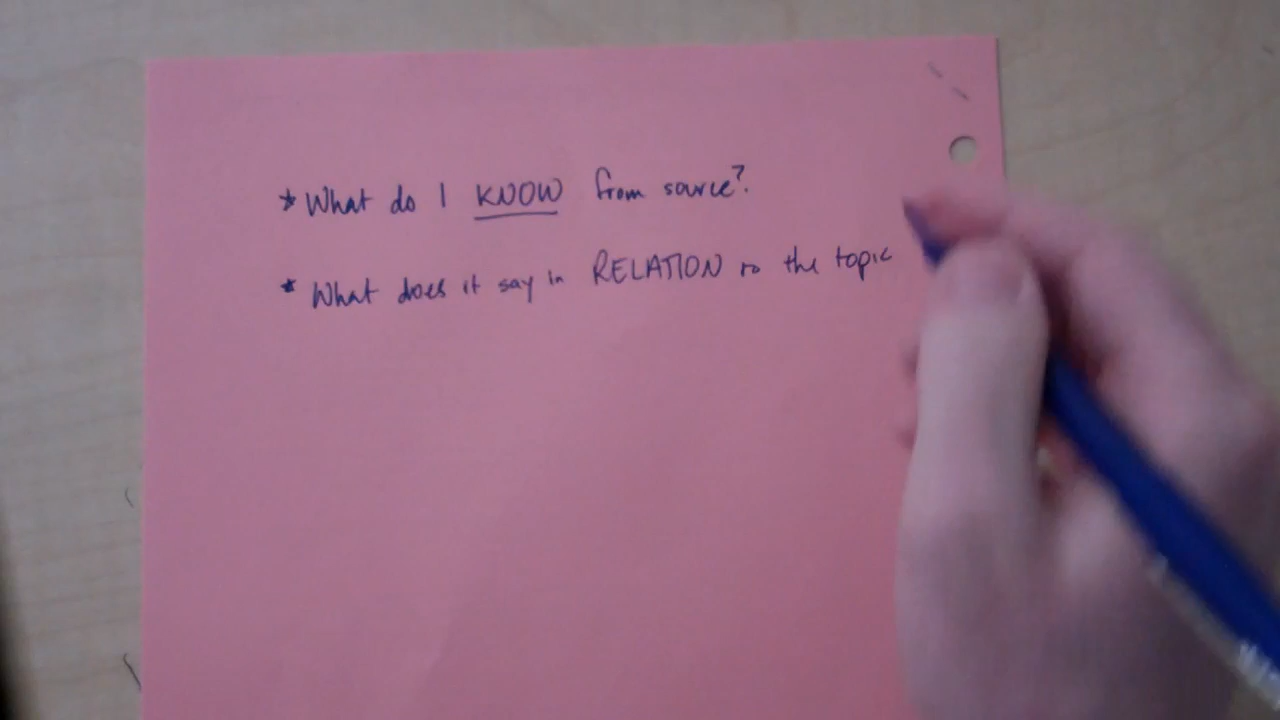 * What do I KNOW from source?
* What does it say in RELATION to the topic